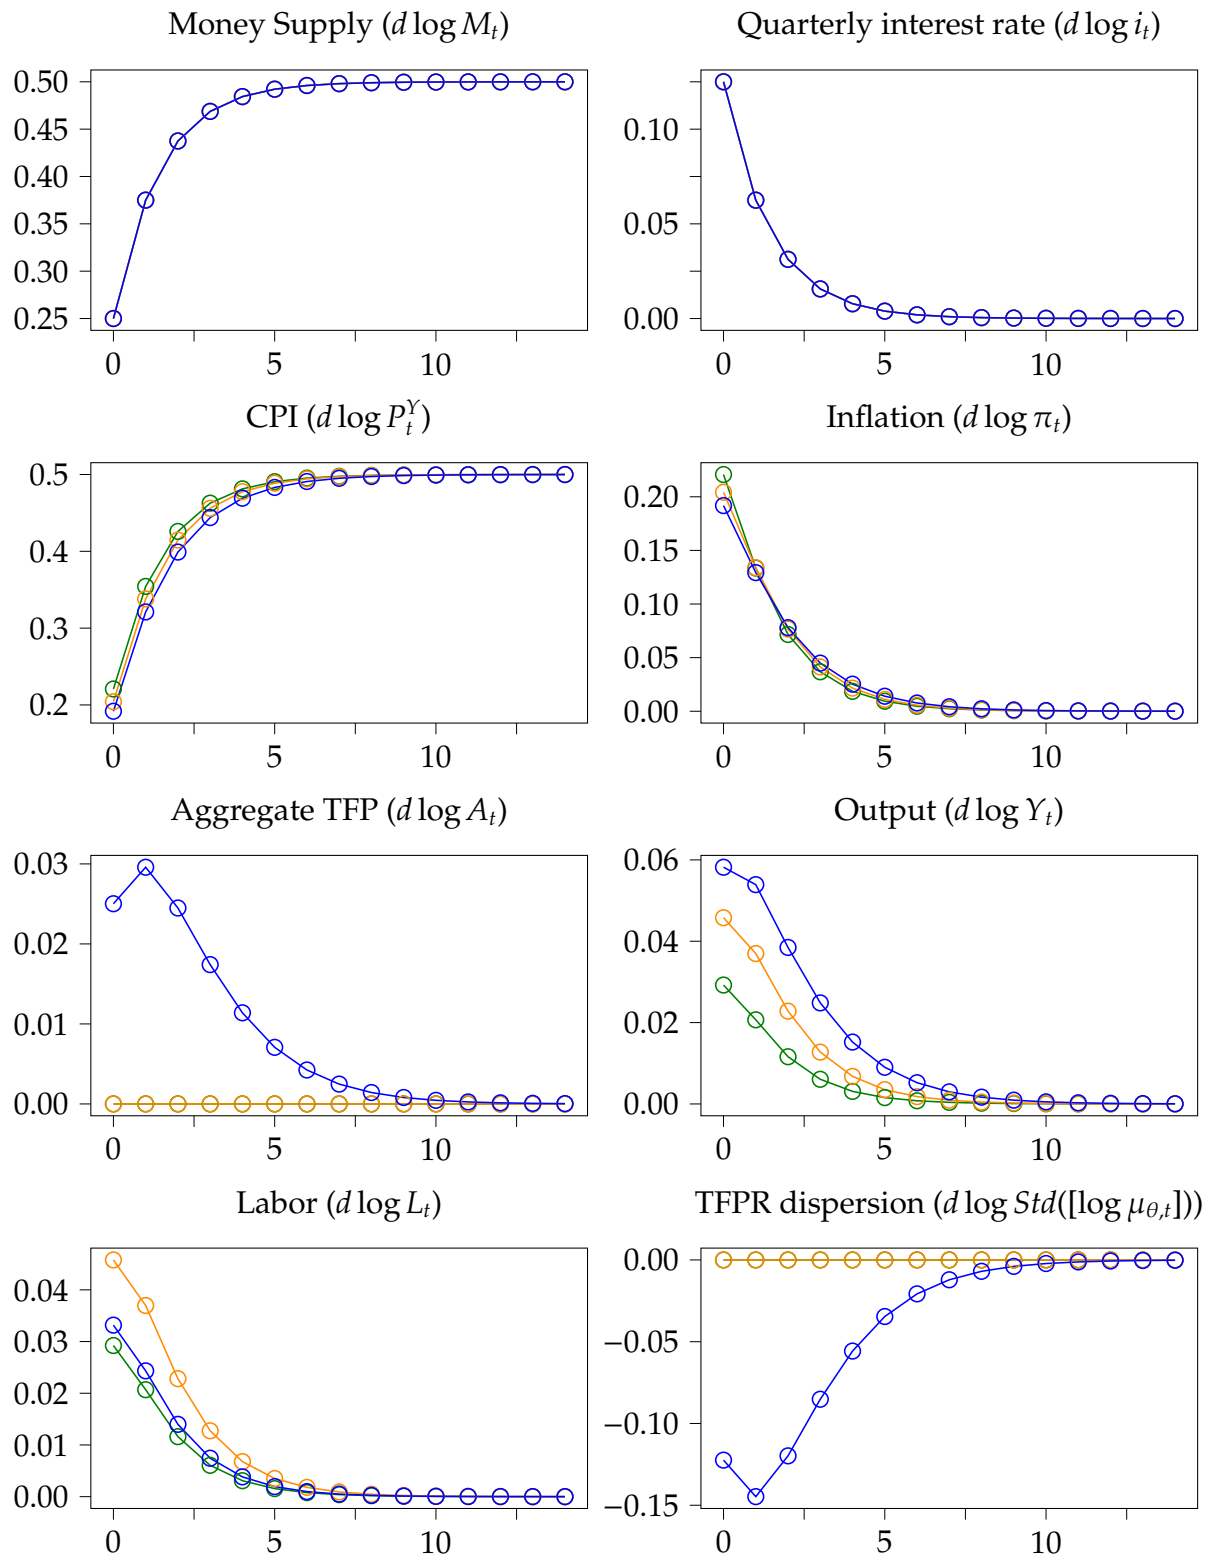 Money Supply (d log M_t)
Quarterly interest rate (d log i_t)
0.50
0.45
0.40
0.35
0.30
0.25
0 5 10
0.10
0.05
0.00
0 5 10
CPI (d log P_t^Y)
Inflation (d log π_t)
0.5
0.4
0.3
0.2
0 5 10
0.20
0.15
0.10
0.05
0.00
0 5 10
Aggregate TFP (d log A_t)
Output (d log Y_t)
0.03
0.02
0.01
0.00
0 5 10
0.06
0.04
0.02
0.00
0 5 10
Labor (d log L_t)
TFPR dispersion (d log Std([log μ_{θ,t}]))
0.04
0.03
0.02
0.01
0.00
0 5 10
0.00
−0.05
−0.10
−0.15
0 5 10